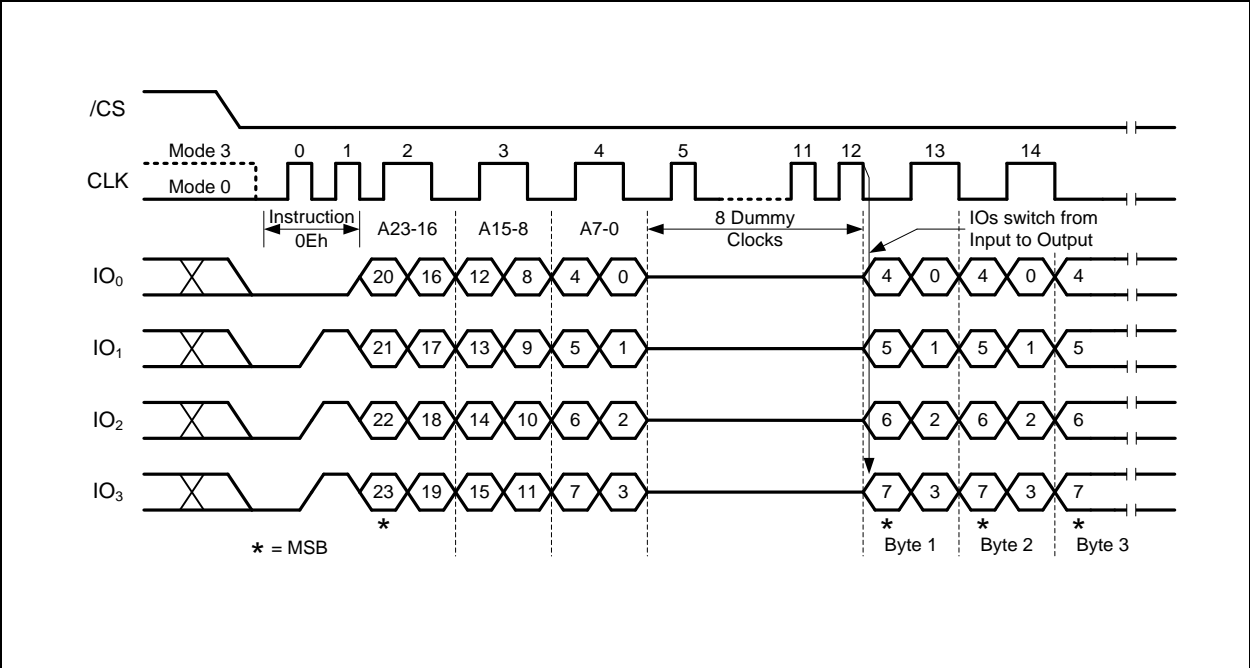 /CS
Mode 3 0 1 2 3 4 5 11 12 13 14
CLK
Mode 0
Instruction
0Eh
A23-16 A15-8 A7-0
8 Dummy
Clocks
IOs switch from
Input to Output
IO0 20 16 12 8 4 0 4 0 4 0 4
IO1 21 17 13 9 5 1 5 1 5 1 5
IO2 22 18 14 10 6 2 6 2 6 2 6
IO3 23 19 15 11 7 3 7 3 7 3 7
* * * *
* = MSB
Byte 1 Byte 2 Byte 3